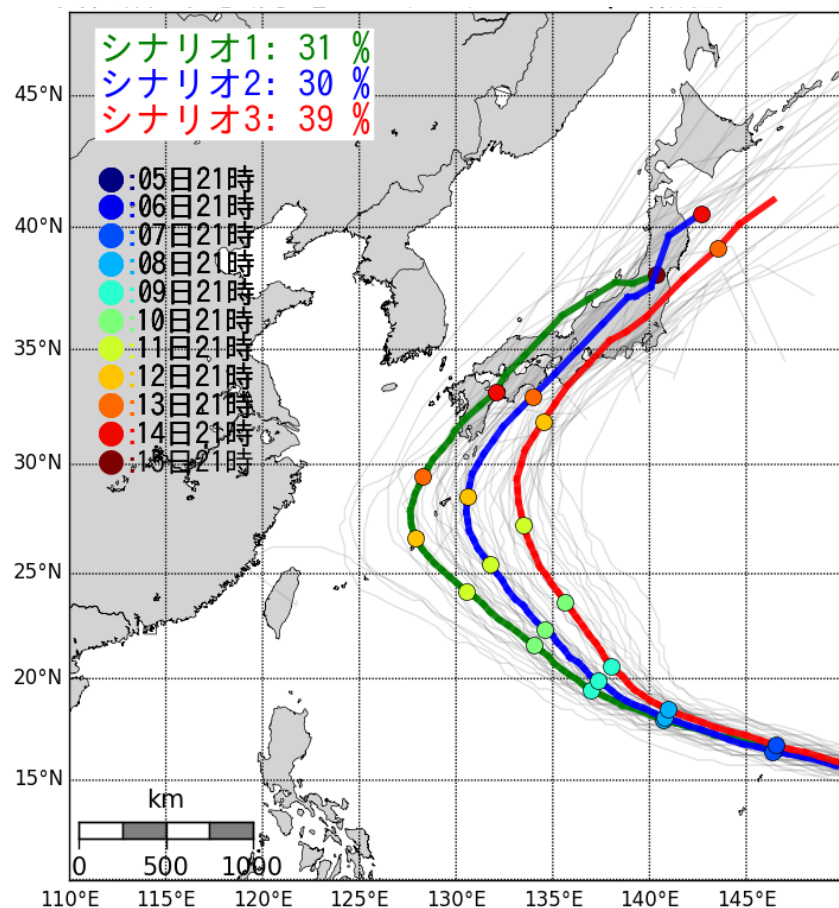 シナリオ1: 31 %
シナリオ2: 30 %
シナリオ3: 39 %
45°N
40°N
35°N
30°N
25°N
20°N
15°N
:05日21時
:06日21時
:07日21時
:08日21時
:09日21時
:10日21時
:11日21時
:12日21時
:13日21時
:14日21時
:15日21時
km
0 500 1000
110°E 115°E 120°E 125°E 130°E 135°E 140°E 145°E